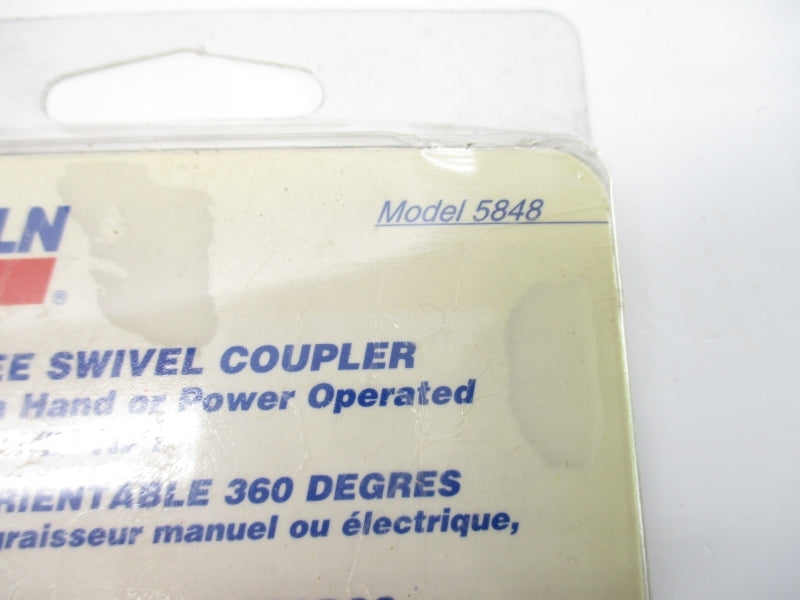 Model 5848
LN
®
EE SWIVEL COUPLER
Hand or Power Operated
RIENTABLE 360 DEGRES
graisseur manuel ou électrique,